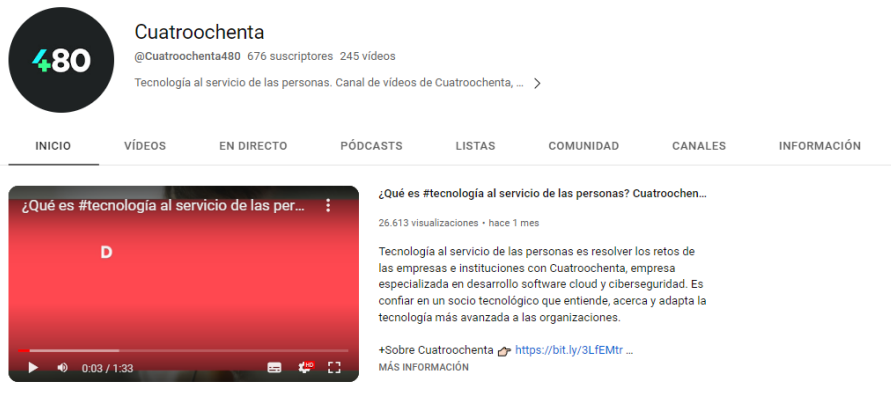 480
Cuatroochenta
@Cuatroochenta480 676 suscriptores 245 vídeos
Tecnología al servicio de las personas. Canal de vídeos de Cuatroochenta, ...
INICIO VÍDEOS EN DIRECTO PÓDCASTS LISTAS COMUNIDAD CANALES INFORMACIÓN
¿Qué es #tecnología al servicio de las per...
D
0:03 / 1:33
HD
¿Qué es #tecnología al servicio de las personas? Cuatroochen...
26.613 visualizaciones • hace 1 mes
Tecnología al servicio de las personas es resolver los retos de
las empresas e instituciones con Cuatroochenta, empresa
especializada en desarrollo software cloud y ciberseguridad. Es
confiar en un socio tecnológico que entiende, acerca y adapta la
tecnología más avanzada a las organizaciones.
+Sobre Cuatroochenta 👉 https://bit.ly/3LfEMtr ...
MÁS INFORMACIÓN